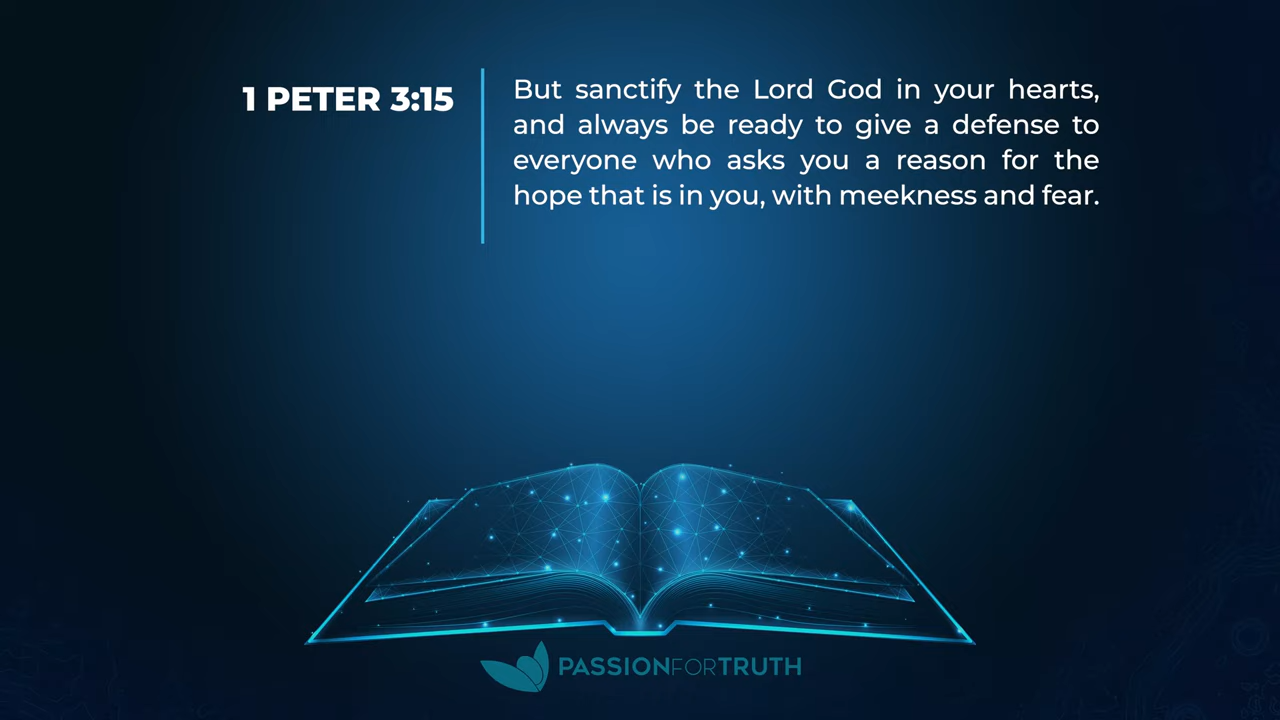 1 PETER 3:15
But sanctify the Lord God in your hearts,
and always be ready to give a defense to
everyone who asks you a reason for the
hope that is in you, with meekness and fear.
PASSIONFORTRUTH